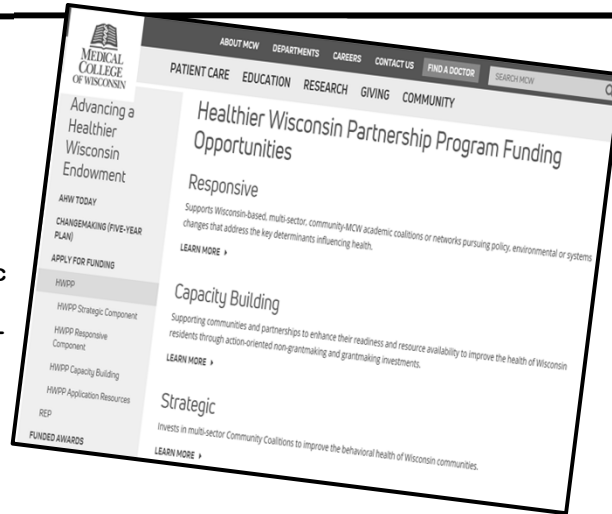 MEDICAL
COLLEGE
OF WISCONSIN
ABOUT MCW DEPARTMENTS CAREERS CONTACT US FIND A DOCTOR SEARCH MCW
PATIENT CARE EDUCATION RESEARCH GIVING COMMUNITY
Advancing a
Healthier
Wisconsin
Endowment
AHW TODAY
CHANGEMAKING (FIVE-YEAR
PLAN)
APPLY FOR FUNDING
HWPP
HWPP Strategic Component
HWPP Responsive
Component
HWPP Capacity Building
HWPP Application Resources
REP
FUNDED AWARDS
Healthier Wisconsin Partnership Program Funding
Opportunities
Responsive
Supports Wisconsin-based, multi-sector, community-MCW academic coalitions or networks pursuing policy, environmental or systems
changes that address the key determinants influencing health.
LEARN MORE
Capacity Building
Supporting communities and partnerships to enhance their readiness and resource availability to improve the health of Wisconsin
residents through action-oriented non-grantmaking and grantmaking investments.
LEARN MORE
Strategic
Invests in multi-sector Community Coalitions to improve the behavioral health of Wisconsin communities.
LEARN MORE